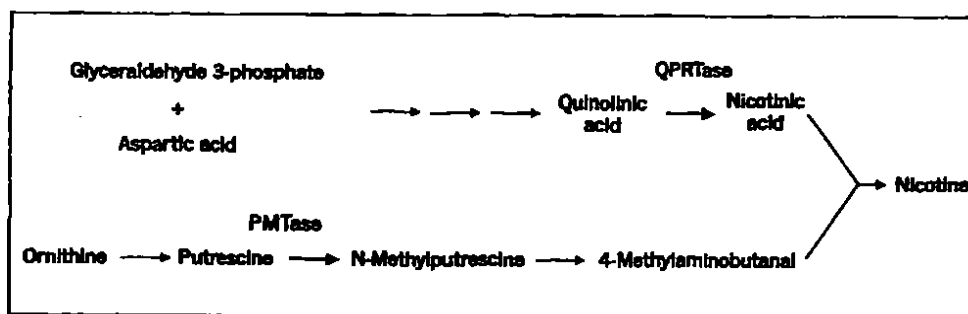 Glyceraldehyde 3-phosphate
+
Aspartic acid
QPRTase
Quinolinic acid
Nicotinic acid
Nicotine
PMTase
Ornithine
Putrescine
N-Methylputrescine
4-Methylaminobutanal